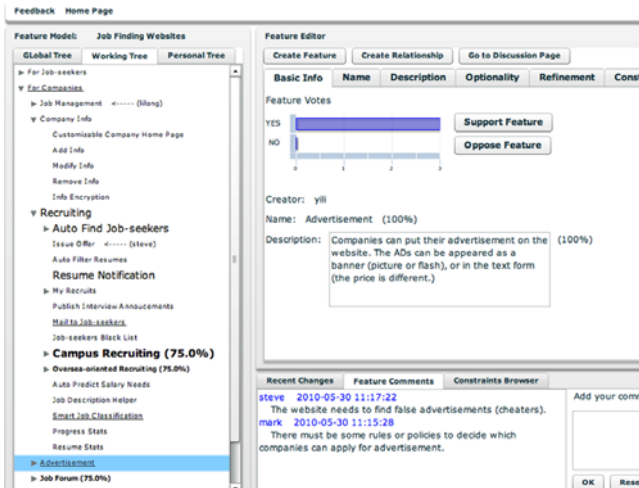 Feedback Home Page
Feature Model: Job Finding Websites
GLobal Tree Working Tree Personal Tree
For Job-seekers
For Companies
Job Management <----- (lilong)
Company Info
Customizable Company Home Page
Add Info
Modify Info
Remove Info
Info Encryption
Recruiting
Auto Find Job-seekers
Issue Offer <----- (steve)
Auto Filter Resumes
Resume Notification
My Recruits
Publish Interview Annoucements
Mail to Job-seekers
Job-seekers Black List
Campus Recruiting (75.0%)
Oversea-oriented Recruiting (75.0%)
Auto Predict Salary Needs
Job Description Helper
Smart Job Classification
Progress Stats
Resume Stats
Advertisement
Job Forum (75.0%)
Feature Editor
Create Feature Create Relationship Go to Discussion Page
Basic Info Name Description Optionality Refinement Const
Feature Votes
YES
NO
0 1 2 3
Support Feature
Oppose Feature
Creator: yili
Name: Advertisement (100%)
Description: Companies can put their advertisement on the (100%)
website. The ADs can be appeared as a
banner (picture or flash), or in the text form
(the price is different.)
Recent Changes Feature Comments Constraints Browser
steve 2010-05-30 11:17:22
The website needs to find false advertisements (cheaters).
mark 2010-05-30 11:15:28
There must be some rules or policies to decide which
companies can apply for advertisement.
Add your comm
OK Rese